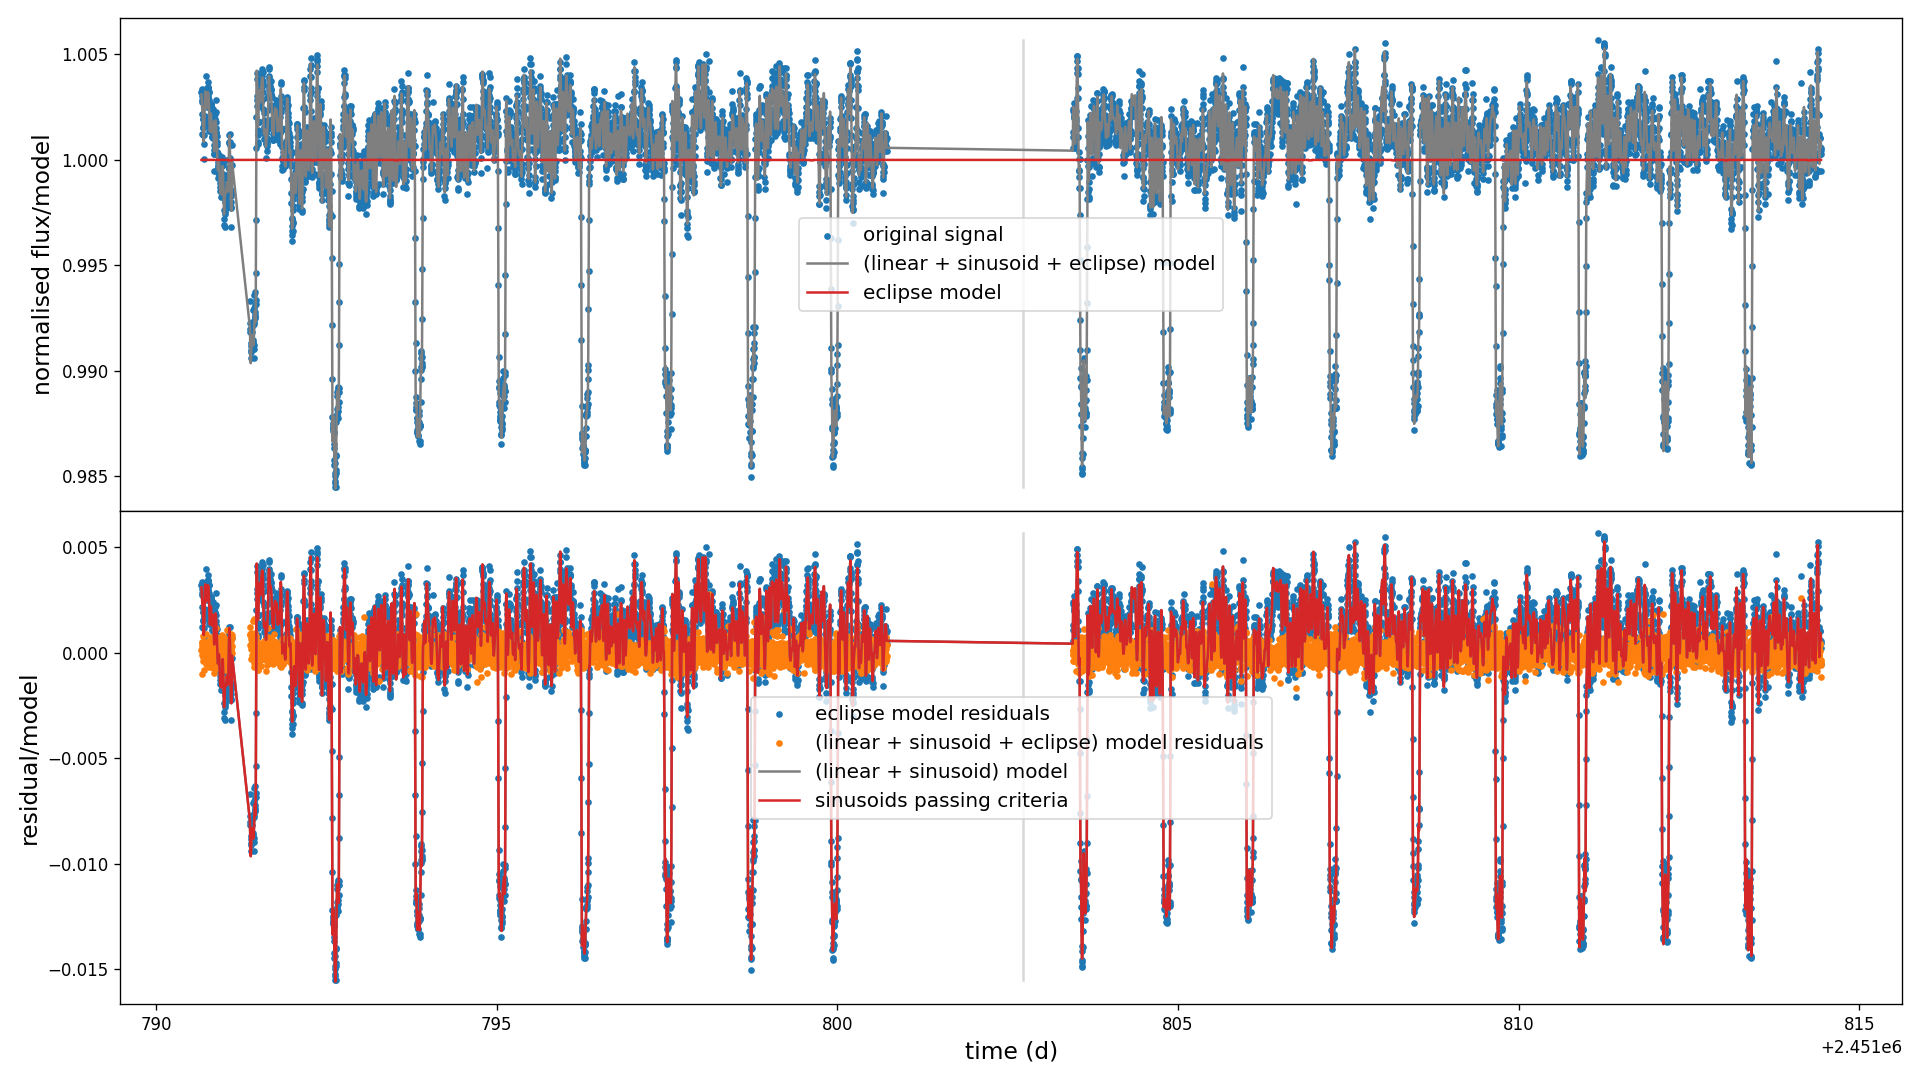 normalised flux/model
1.005
1.000
0.995
0.990
0.985
original signal
(linear + sinusoid + eclipse) model
eclipse model
residual/model
0.005
0.000
−0.005
−0.010
−0.015
eclipse model residuals
(linear + sinusoid + eclipse) model residuals
(linear + sinusoid) model
sinusoids passing criteria
790 795 800 805 810 815
time (d)
+2.451e6